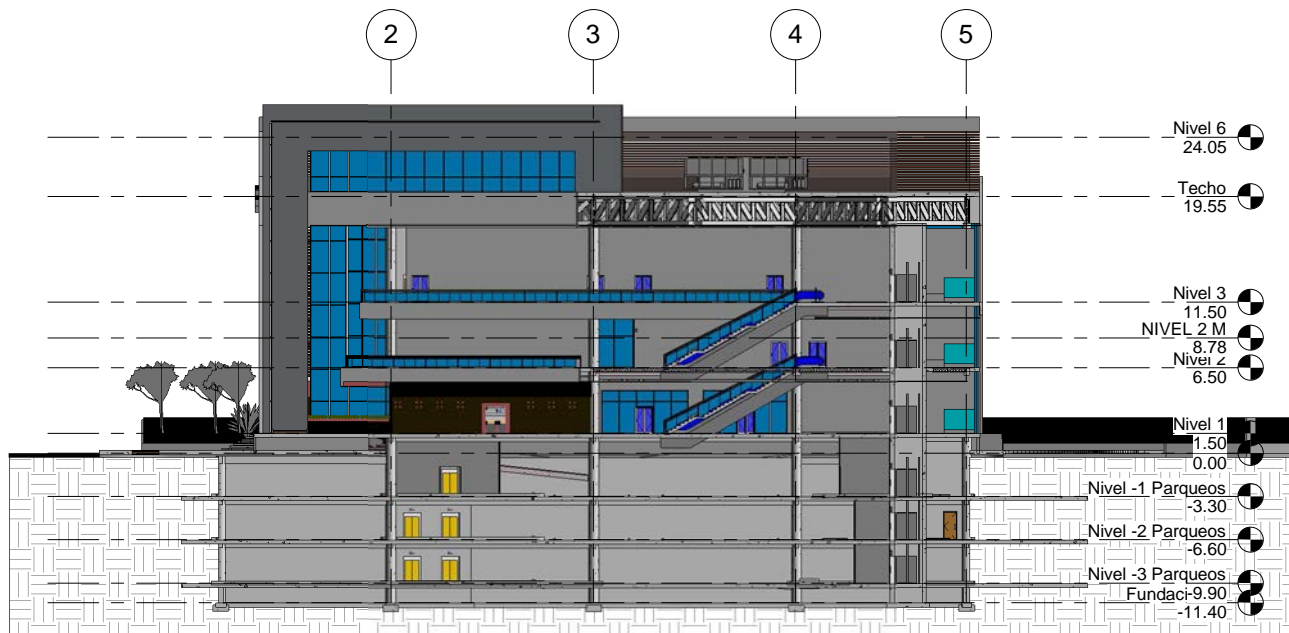 2
3
4
5
Nivel 6
24.05
Techo
19.55
Nivel 3
11.50
NIVEL 2 M
8.78
Nivel 2
6.50
Nivel 1
1.50
0.00
Nivel -1 Parqueos
-3.30
Nivel -2 Parqueos
-6.60
Nivel -3 Parqueos
Fundaci-9.90
-11.40